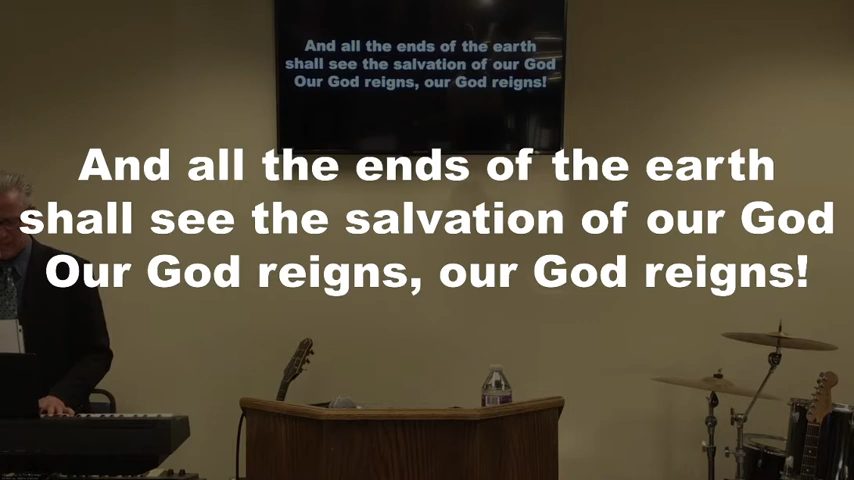 And all the ends of the earth
shall see the salvation of our God
Our God reigns, our God reigns!
And all the ends of the earth
shall see the salvation of our God
Our God reigns, our God reigns!